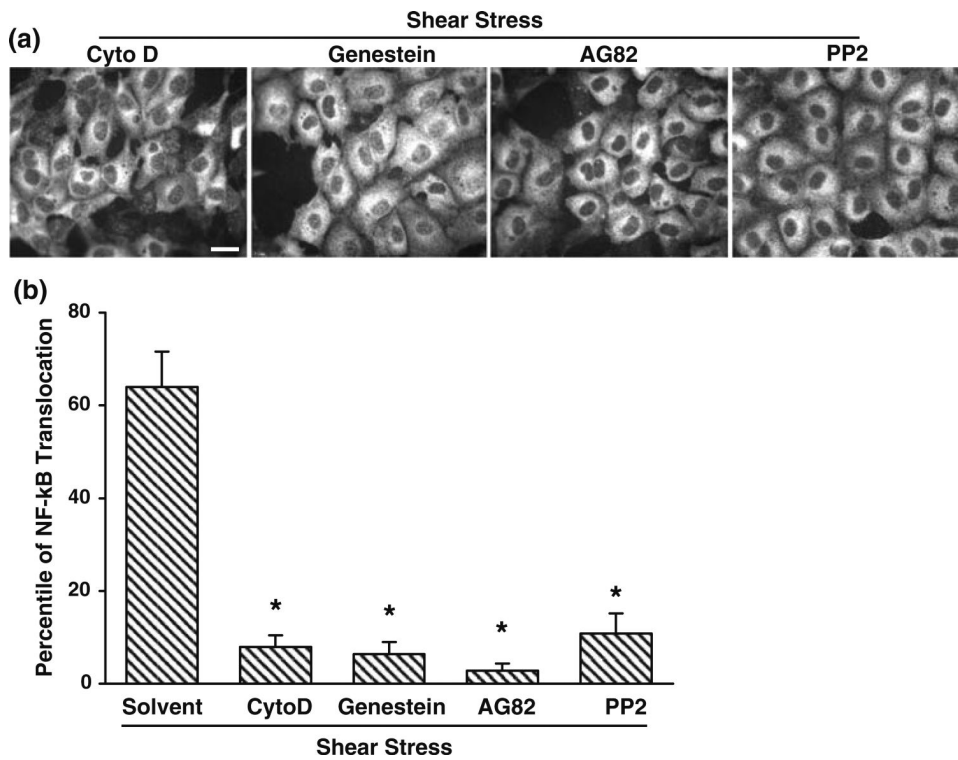 Shear Stress
(a)
Cyto D Genestein AG82 PP2
(b)
Percentile of NF-kB Translocation
80
60
40
20
0
* * * *
Solvent CytoD Genestein AG82 PP2
Shear Stress